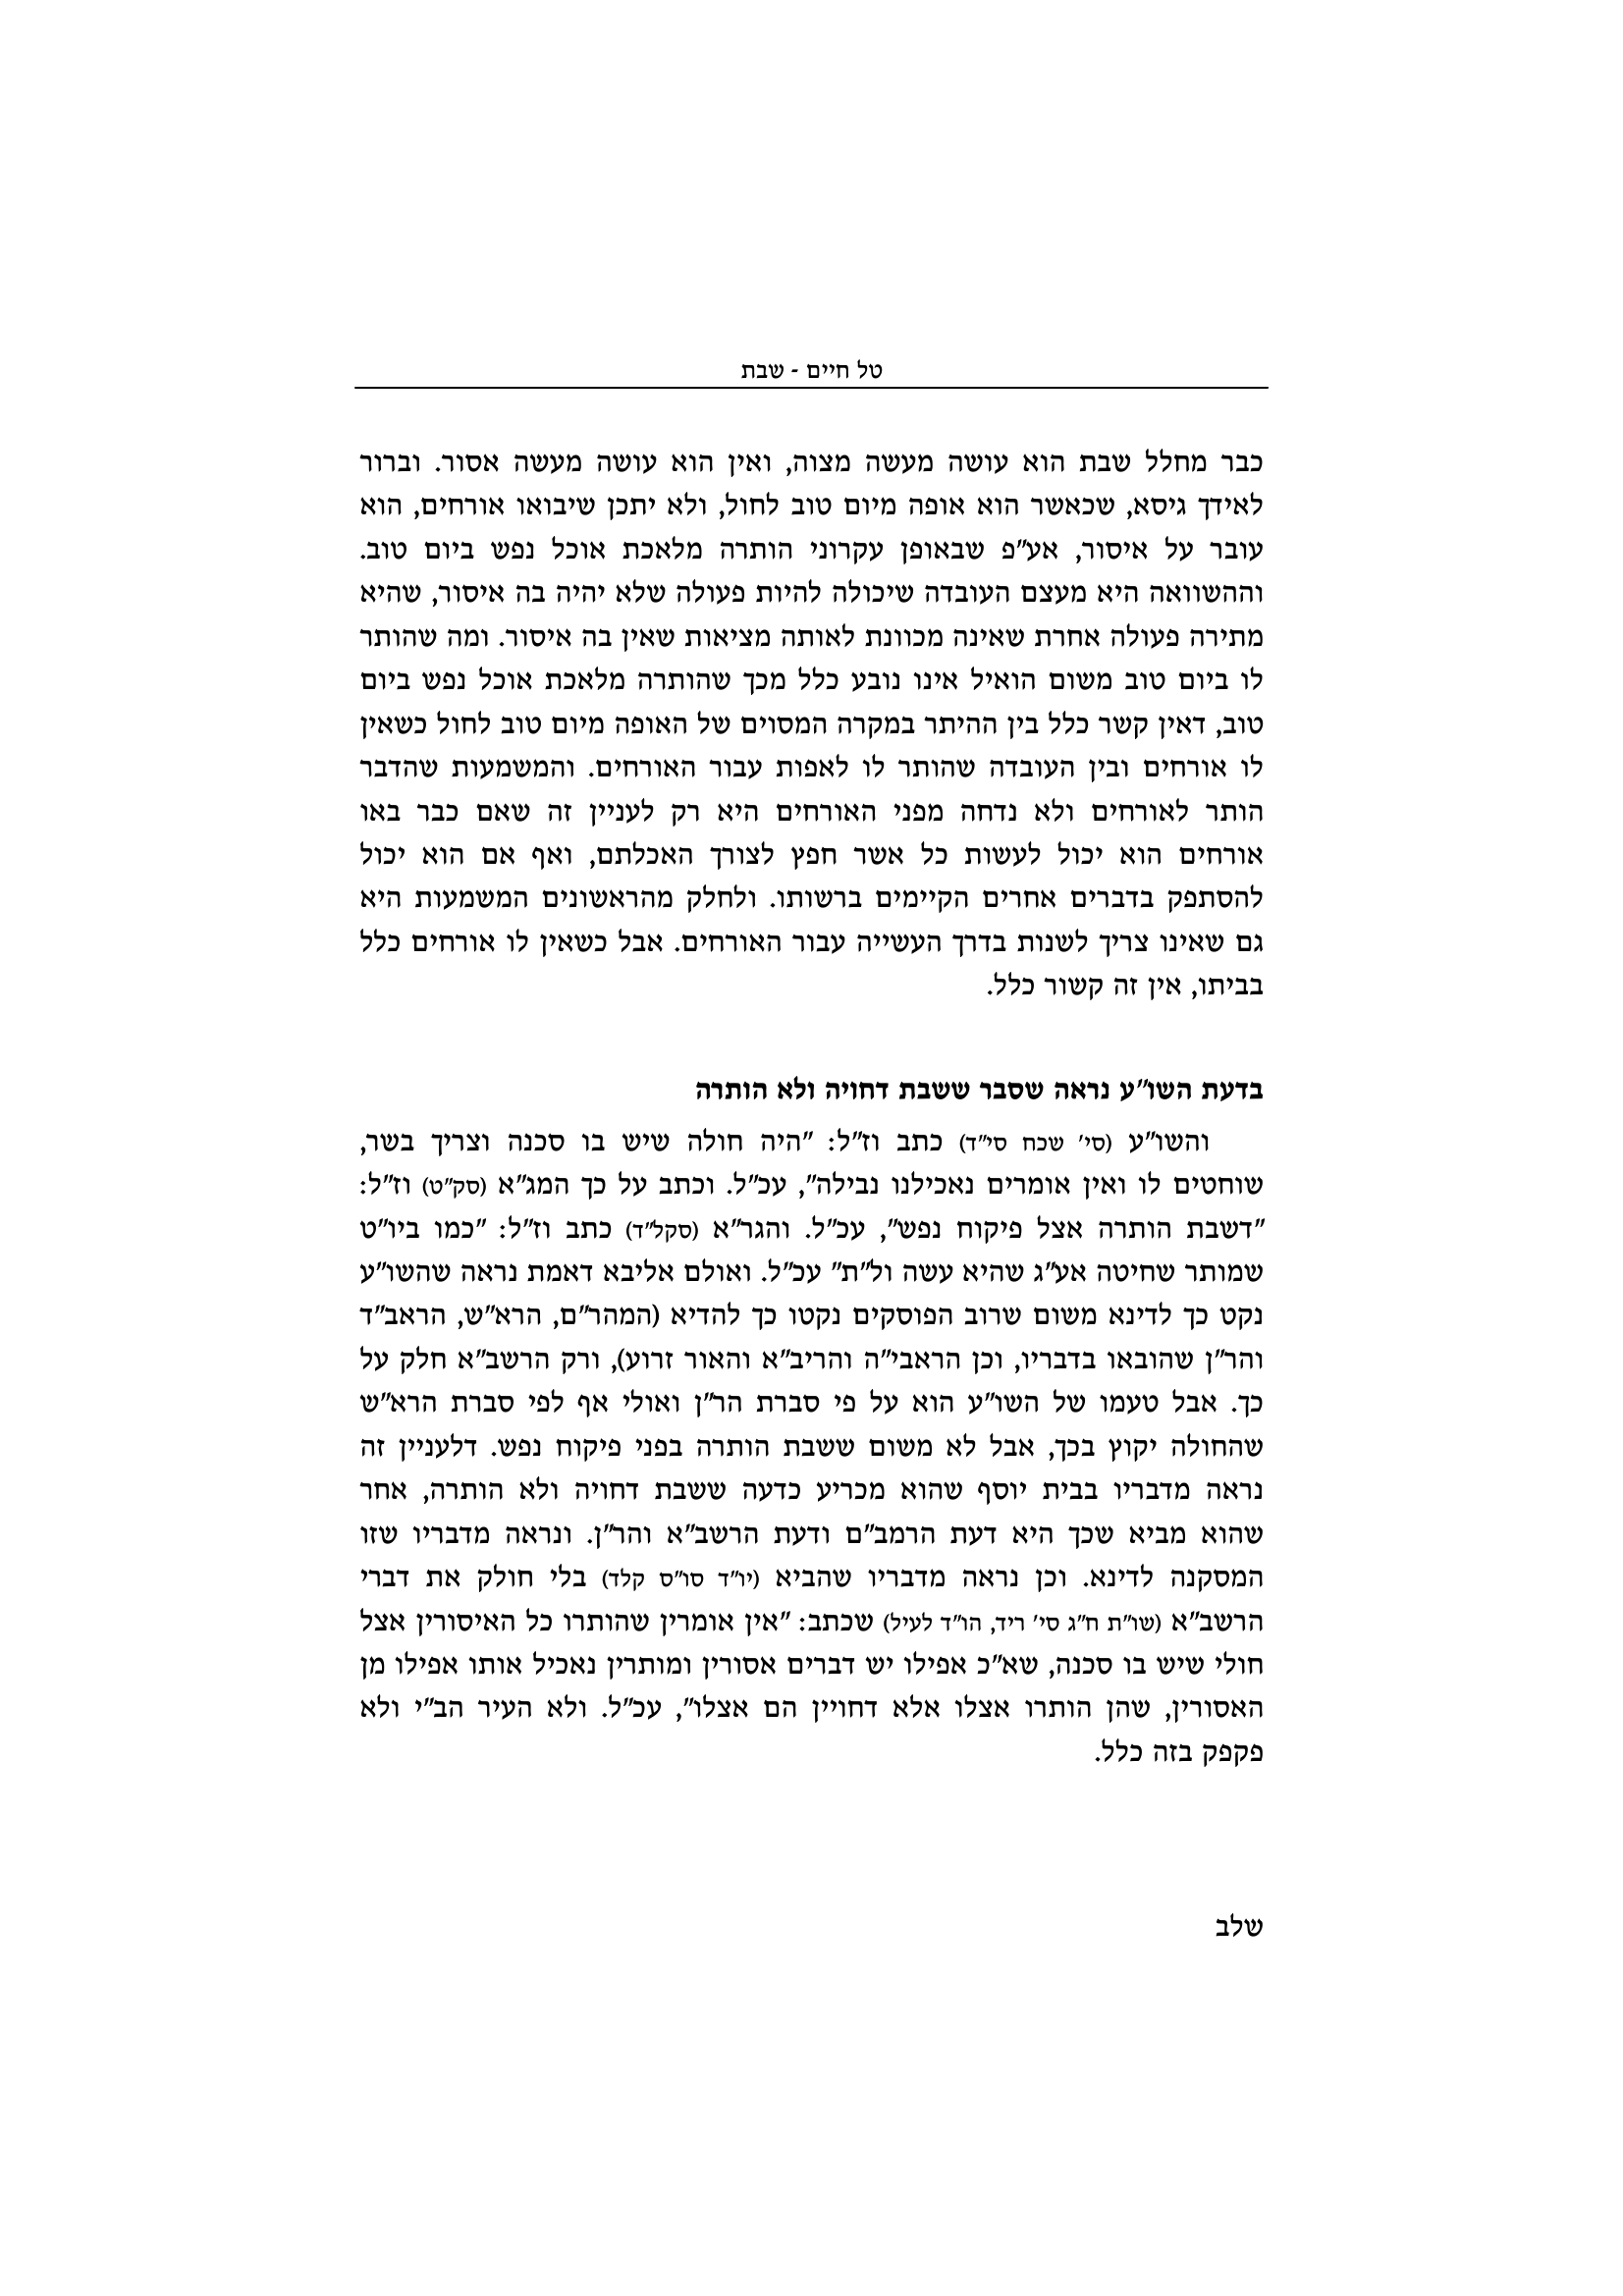 טל חיים - שבת
כבר מחלל שבת הוא עושה מעשה מצוה, ואין הוא עושה מעשה אסור. וברור
לאידך גיסא, שכאשר הוא אופה מיום טוב לחול, ולא יתכן שיבואו אורחים, הוא
עובר על איסור, אע"פ שבאופן עקרוני הותרה מלאכת אוכל נפש ביום טוב.
וההשוואה היא מעצם העובדה שיכולה להיות פעולה שלא יהיה בה איסור, שהיא
מתירה פעולה אחרת שאינה מכוונת לאותה מציאות שאין בה איסור. ומה שהותר
לו ביום טוב משום הואיל אינו נובע כלל מכך שהותרה מלאכת אוכל נפש ביום
טוב, דאין קשר כלל בין ההיתר במקרה המסוים של האופה מיום טוב לחול כשאין
לו אורחים ובין העובדה שהותר לו לאפות עבור האורחים. והמשמעות שהדבר
הותר לאורחים ולא נדחה מפני האורחים היא רק לעניין זה שאם כבר באו
אורחים הוא יכול לעשות כל אשר חפץ לצורך האכלתם, ואף אם הוא יכול
להסתפק בדברים אחרים הקיימים ברשותו. ולחלק מהראשונים המשמעות היא
גם שאינו צריך לשנות בדרך העשייה עבור האורחים. אבל כשאין לו אורחים כלל
בביתו, אין זה קשור כלל.
בדעת השו"ע נראה שסבר ששבת דחויה ולא הותרה
והשו"ע (סי' שכח סי"ד) כתב וז"ל: "היה חולה שיש בו סכנה וצריך בשר,
שוחטים לו ואין אומרים נאכילנו נבילה", עכ"ל. וכתב על כך המג"א (סק"ט) וז"ל:
"דשבת הותרה אצל פיקוח נפש", עכ"ל. והגר"א (סקל"ד) כתב וז"ל: "כמו ביו"ט
שמותר שחיטה אע"ג שהיא עשה ול"ת" עכ"ל. ואולם אליבא דאמת נראה שהשו"ע
נקט כך לדינא משום שרוב הפוסקים נקטו כך להדיא (המהר"ם, הרא"ש, הראב"ד
והר"ן שהובאו בדבריו, וכן הראבי"ה והריב"א והאור זרוע), ורק הרשב"א חלק על
כך. אבל טעמו של השו"ע הוא על פי סברת הר"ן ואולי אף לפי סברת הרא"ש
שהחולה יקוץ בכך, אבל לא משום ששבת הותרה בפני פיקוח נפש. דלעניין זה
נראה מדבריו בבית יוסף שהוא מכריע כדעה ששבת דחויה ולא הותרה, אחר
שהוא מביא שכך היא דעת הרמב"ם ודעת הרשב"א והר"ן. ונראה מדבריו שזו
המסקנה לדינא. וכן נראה מדבריו שהביא (יו"ד סו"ס קלד) בלי חולק את דברי
הרשב"א (שו"ת ח"ג סי' ריד, הו"ד לעיל) שכתב: "אין אומרין שהותרו כל האיסורין אצל
חולי שיש בו סכנה, שא"כ אפילו יש דברים אסורין ומותרין נאכיל אותו אפילו מן
האסורין, שהן הותרו אצלו אלא דחויין הם אצלו", עכ"ל. ולא העיר הב"י ולא
פקפק בזה כלל.
שלב